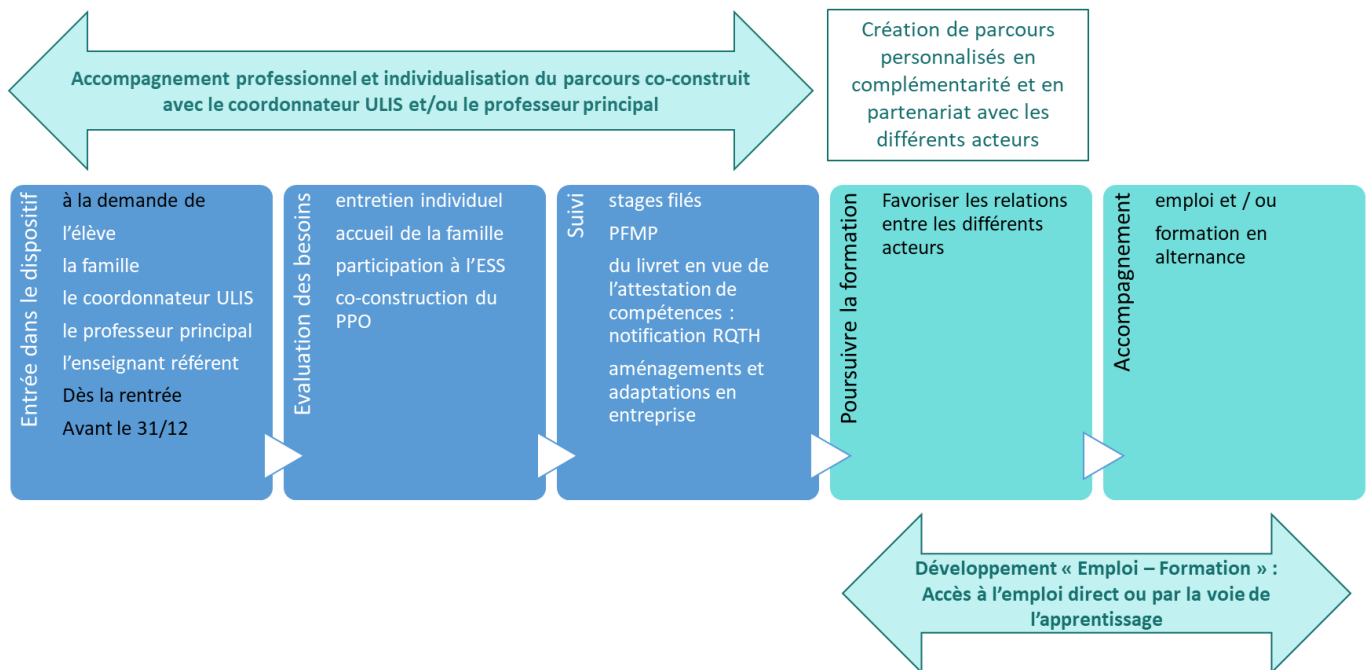 Accompagnement professionnel et individualisation du parcours co-construit
avec le coordonnateur ULIS et/ou le professeur principal
Création de parcours
personnalisés en
complémentarité et en
partenariat avec les
différents acteurs
Entrée dans le dispositif
à la demande de
l’élève
la famille
le coordonnateur ULIS
le professeur principal
l’enseignant référent
Dès la rentrée
Avant le 31/12
Evaluation des besoins
entretien individuel
accueil de la famille
participation à l’ESS
co-construction du
PPO
Suivi
stages filés
PFMP
du livret en vue de
l’attestation de
compétences :
notification RQTH
aménagements et
adaptations en
entreprise
Poursuivre la formation
Favoriser les relations
entre les différents
acteurs
Accompagnement
emploi et / ou
formation en
alternance
Développement « Emploi – Formation » :
Accès à l’emploi direct ou par la voie de
l’apprentissage